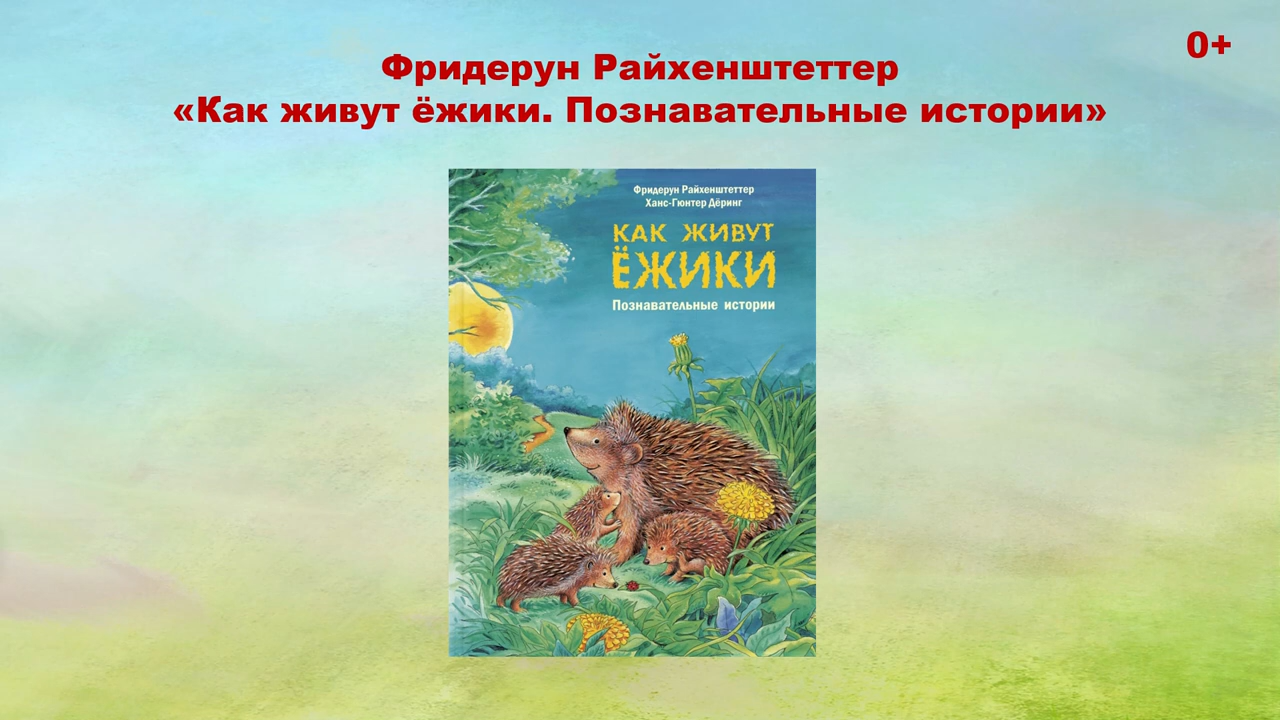 0+
Фридерун Райхенштеттер
«Как живут ёжики. Познавательные истории»
Фридерун Райхенштеттер
Ханс-Гюнтер Дёринг
КАК ЖИВУТ
ЁЖИКИ
Познавательные истории